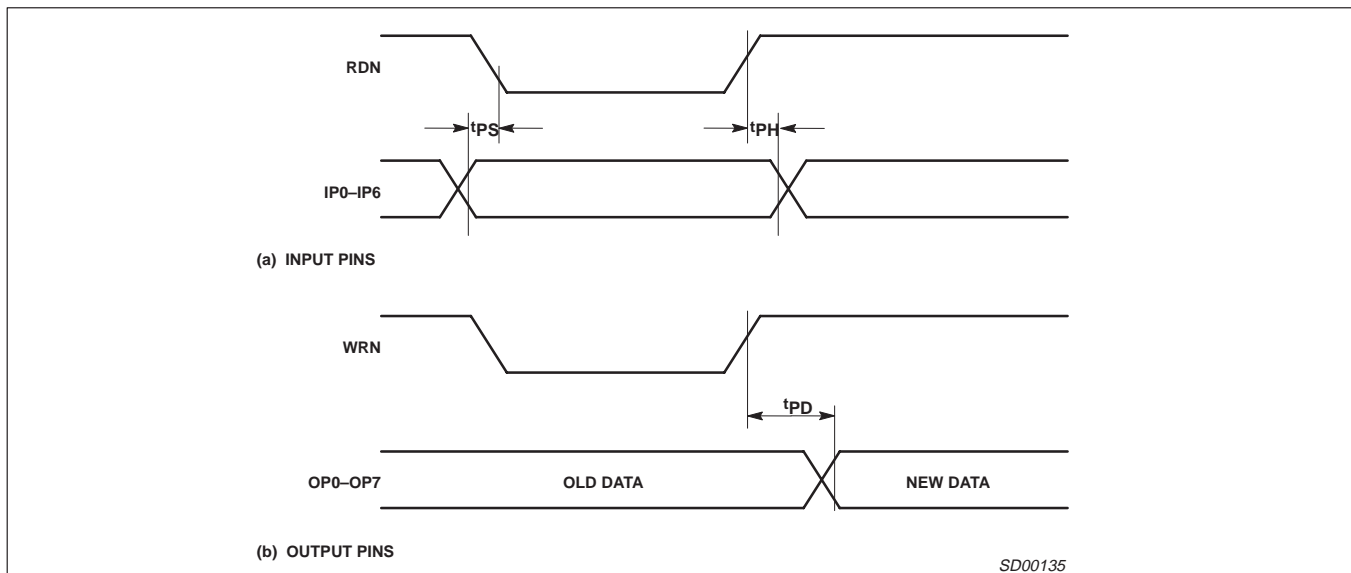 RDN
tPS
tPH
IP0–IP6
(a) INPUT PINS
WRN
tPD
OP0–OP7
OLD DATA
NEW DATA
(b) OUTPUT PINS
SD00135